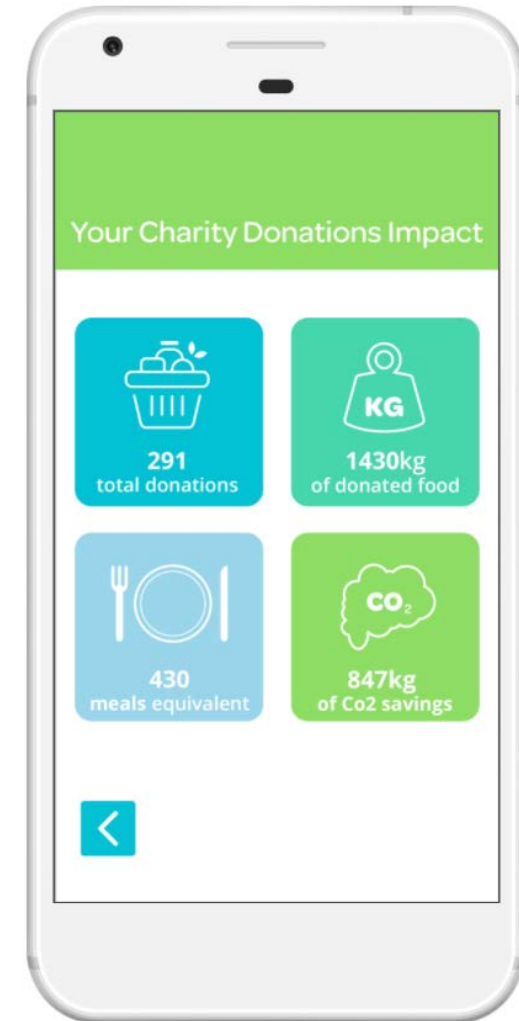 Your Charity Donations Impact
291
total donations
KG
1430kg
of donated food
430
meals equivalent
CO₂
847kg
of Co2 savings